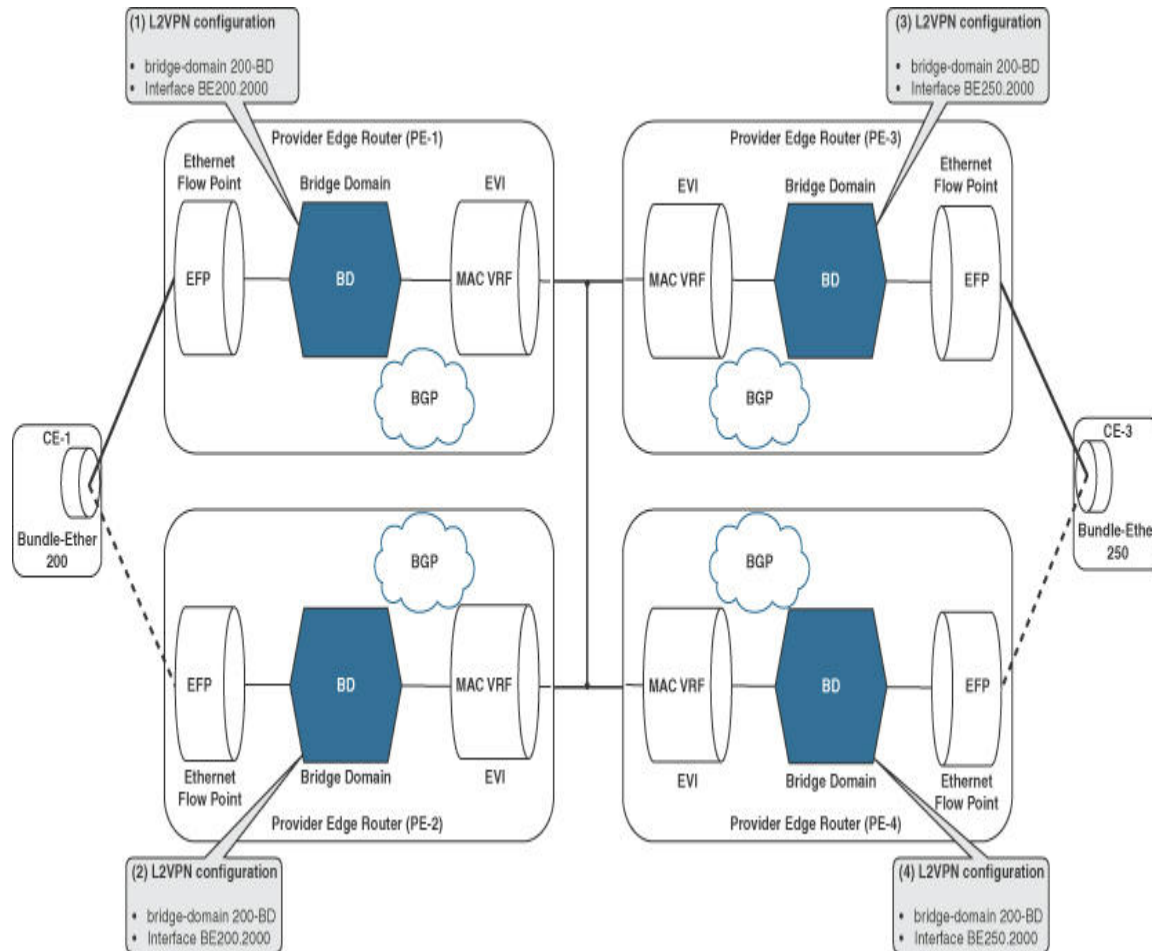 (1) L2VPN configuration
• bridge-domain 200-BD
• Interface BE200.2000
(3) L2VPN configuration
• bridge-domain 200-BD
• Interface BE250.2000
Provider Edge Router (PE-1)
Ethernet
Flow Point
Bridge Domain
EVI
EFP
BD
MAC VRF
BGP
Provider Edge Router (PE-3)
EVI
Bridge Domain
Ethernet
Flow Point
MAC VRF
BD
EFP
BGP
CE-1
Bundle-Ether
200
CE-3
Bundle-Ethe
250
BGP
EFP
BD
MAC VRF
Ethernet
Flow Point
Bridge Domain
EVI
Provider Edge Router (PE-2)
BGP
MAC VRF
BD
EFP
EVI
Bridge Domain
Ethernet
Flow Point
Provider Edge Router (PE-4)
(2) L2VPN configuration
• bridge-domain 200-BD
• Interface BE200.2000
(4) L2VPN configuration
• bridge-domain 200-BD
• Interface BE250.2000